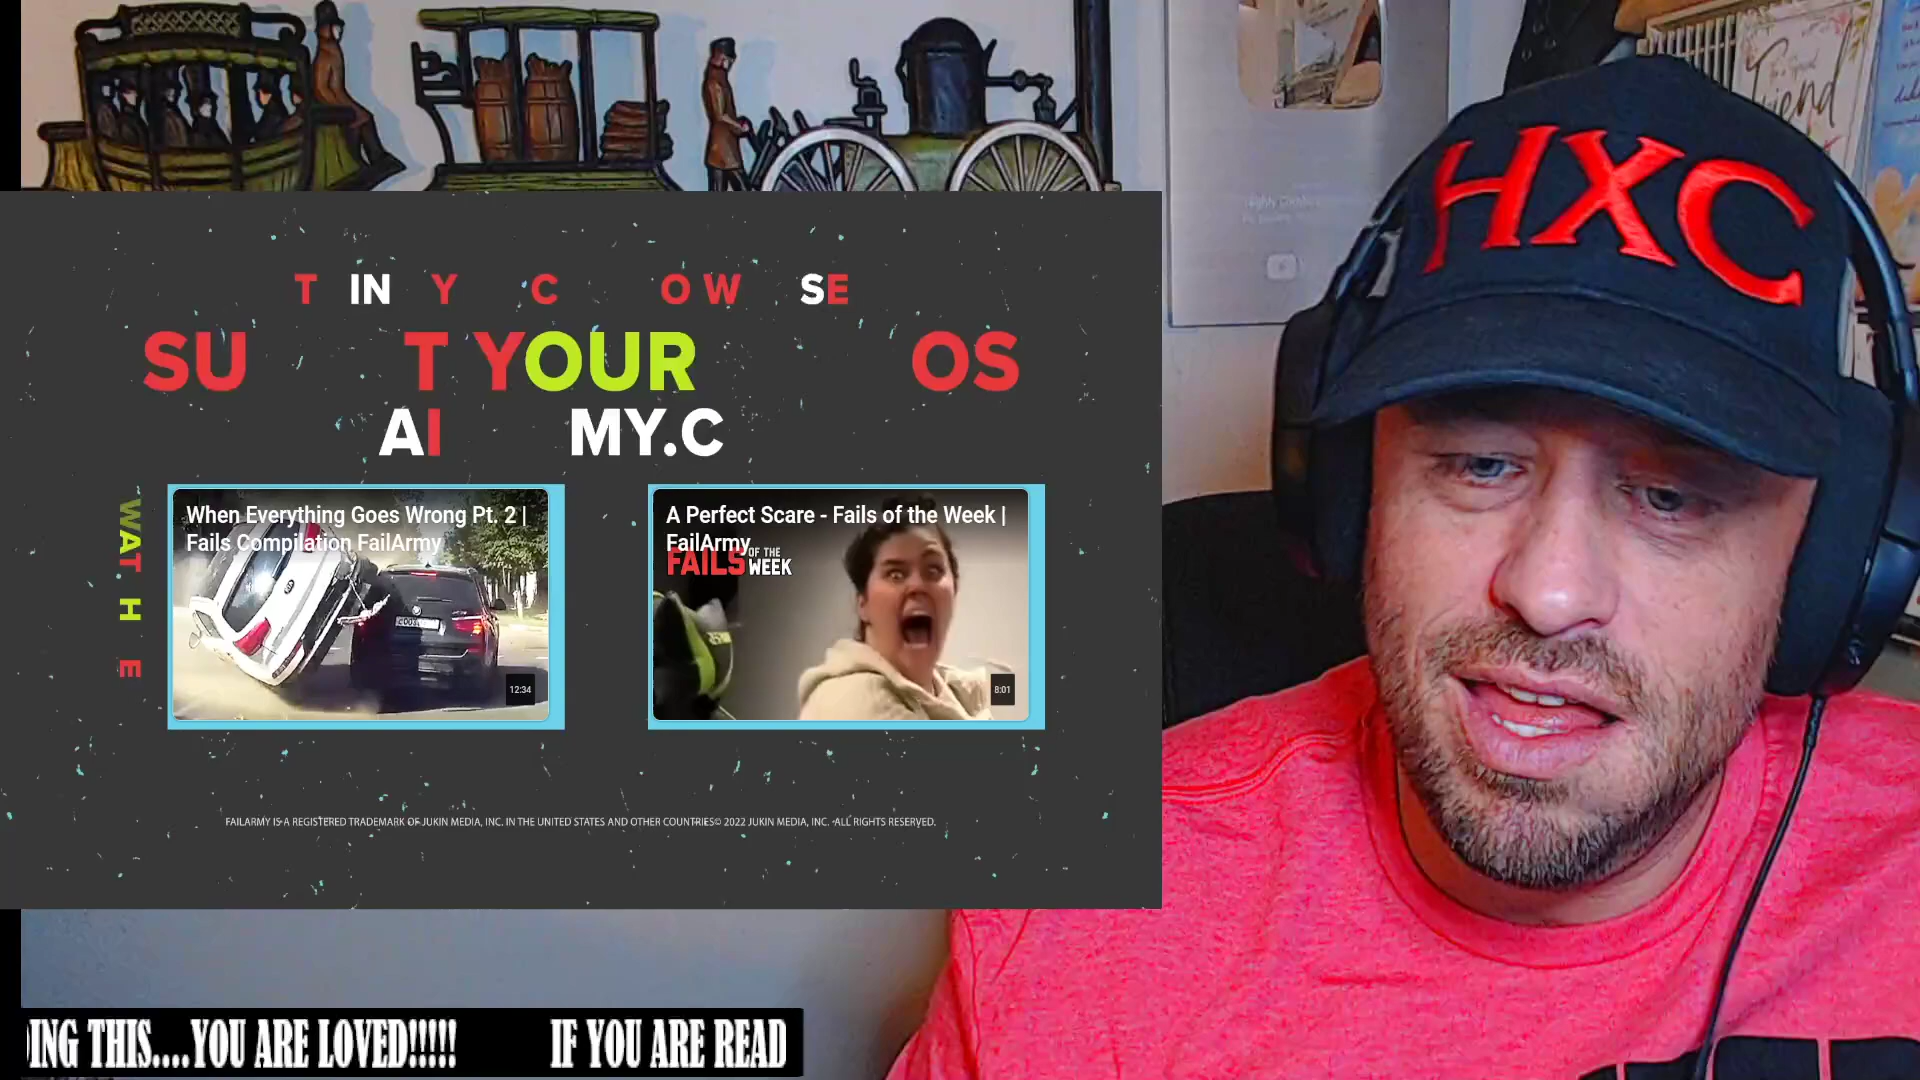 T IN Y C OW SE
SU T YOUR OS
AI MY.C
WAT H E
When Everything Goes Wrong Pt. 2 |
Fails Compilation FailArmy
12:34
A Perfect Scare - Fails of the Week |
FailArmy
FAILS OF THE WEEK
8:01
FAILARMY IS A REGISTERED TRADEMARK OF JUKIN MEDIA, INC. IN THE UNITED STATES AND OTHER COUNTRIES© 2022 JUKIN MEDIA, INC. ALL RIGHTS RESERVED.
HXC
Friend
ING THIS....YOU ARE LOVED!!!!! IF YOU ARE READ